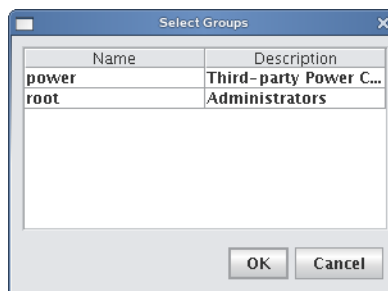 Select Groups
Name Description
power Third-party Power C...
root Administrators
OK Cancel